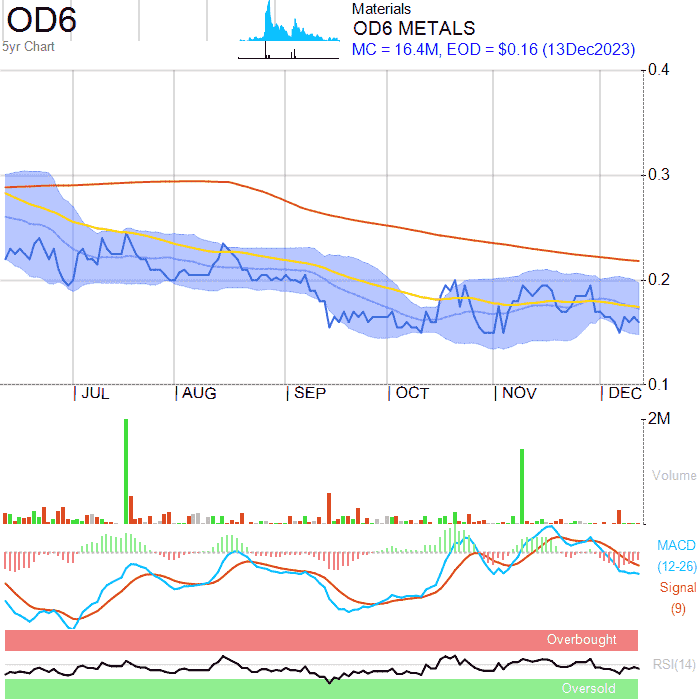 OD6
5yr Chart
Materials
OD6 METALS
MC = 16.4M, EOD = $0.16 (13Dec2023)
0.4
0.3
0.2
0.1
JUL AUG SEP OCT NOV DEC
2M
Volume
MACD
(12-26)
Signal
(9)
Overbought
RSI(14)
Oversold